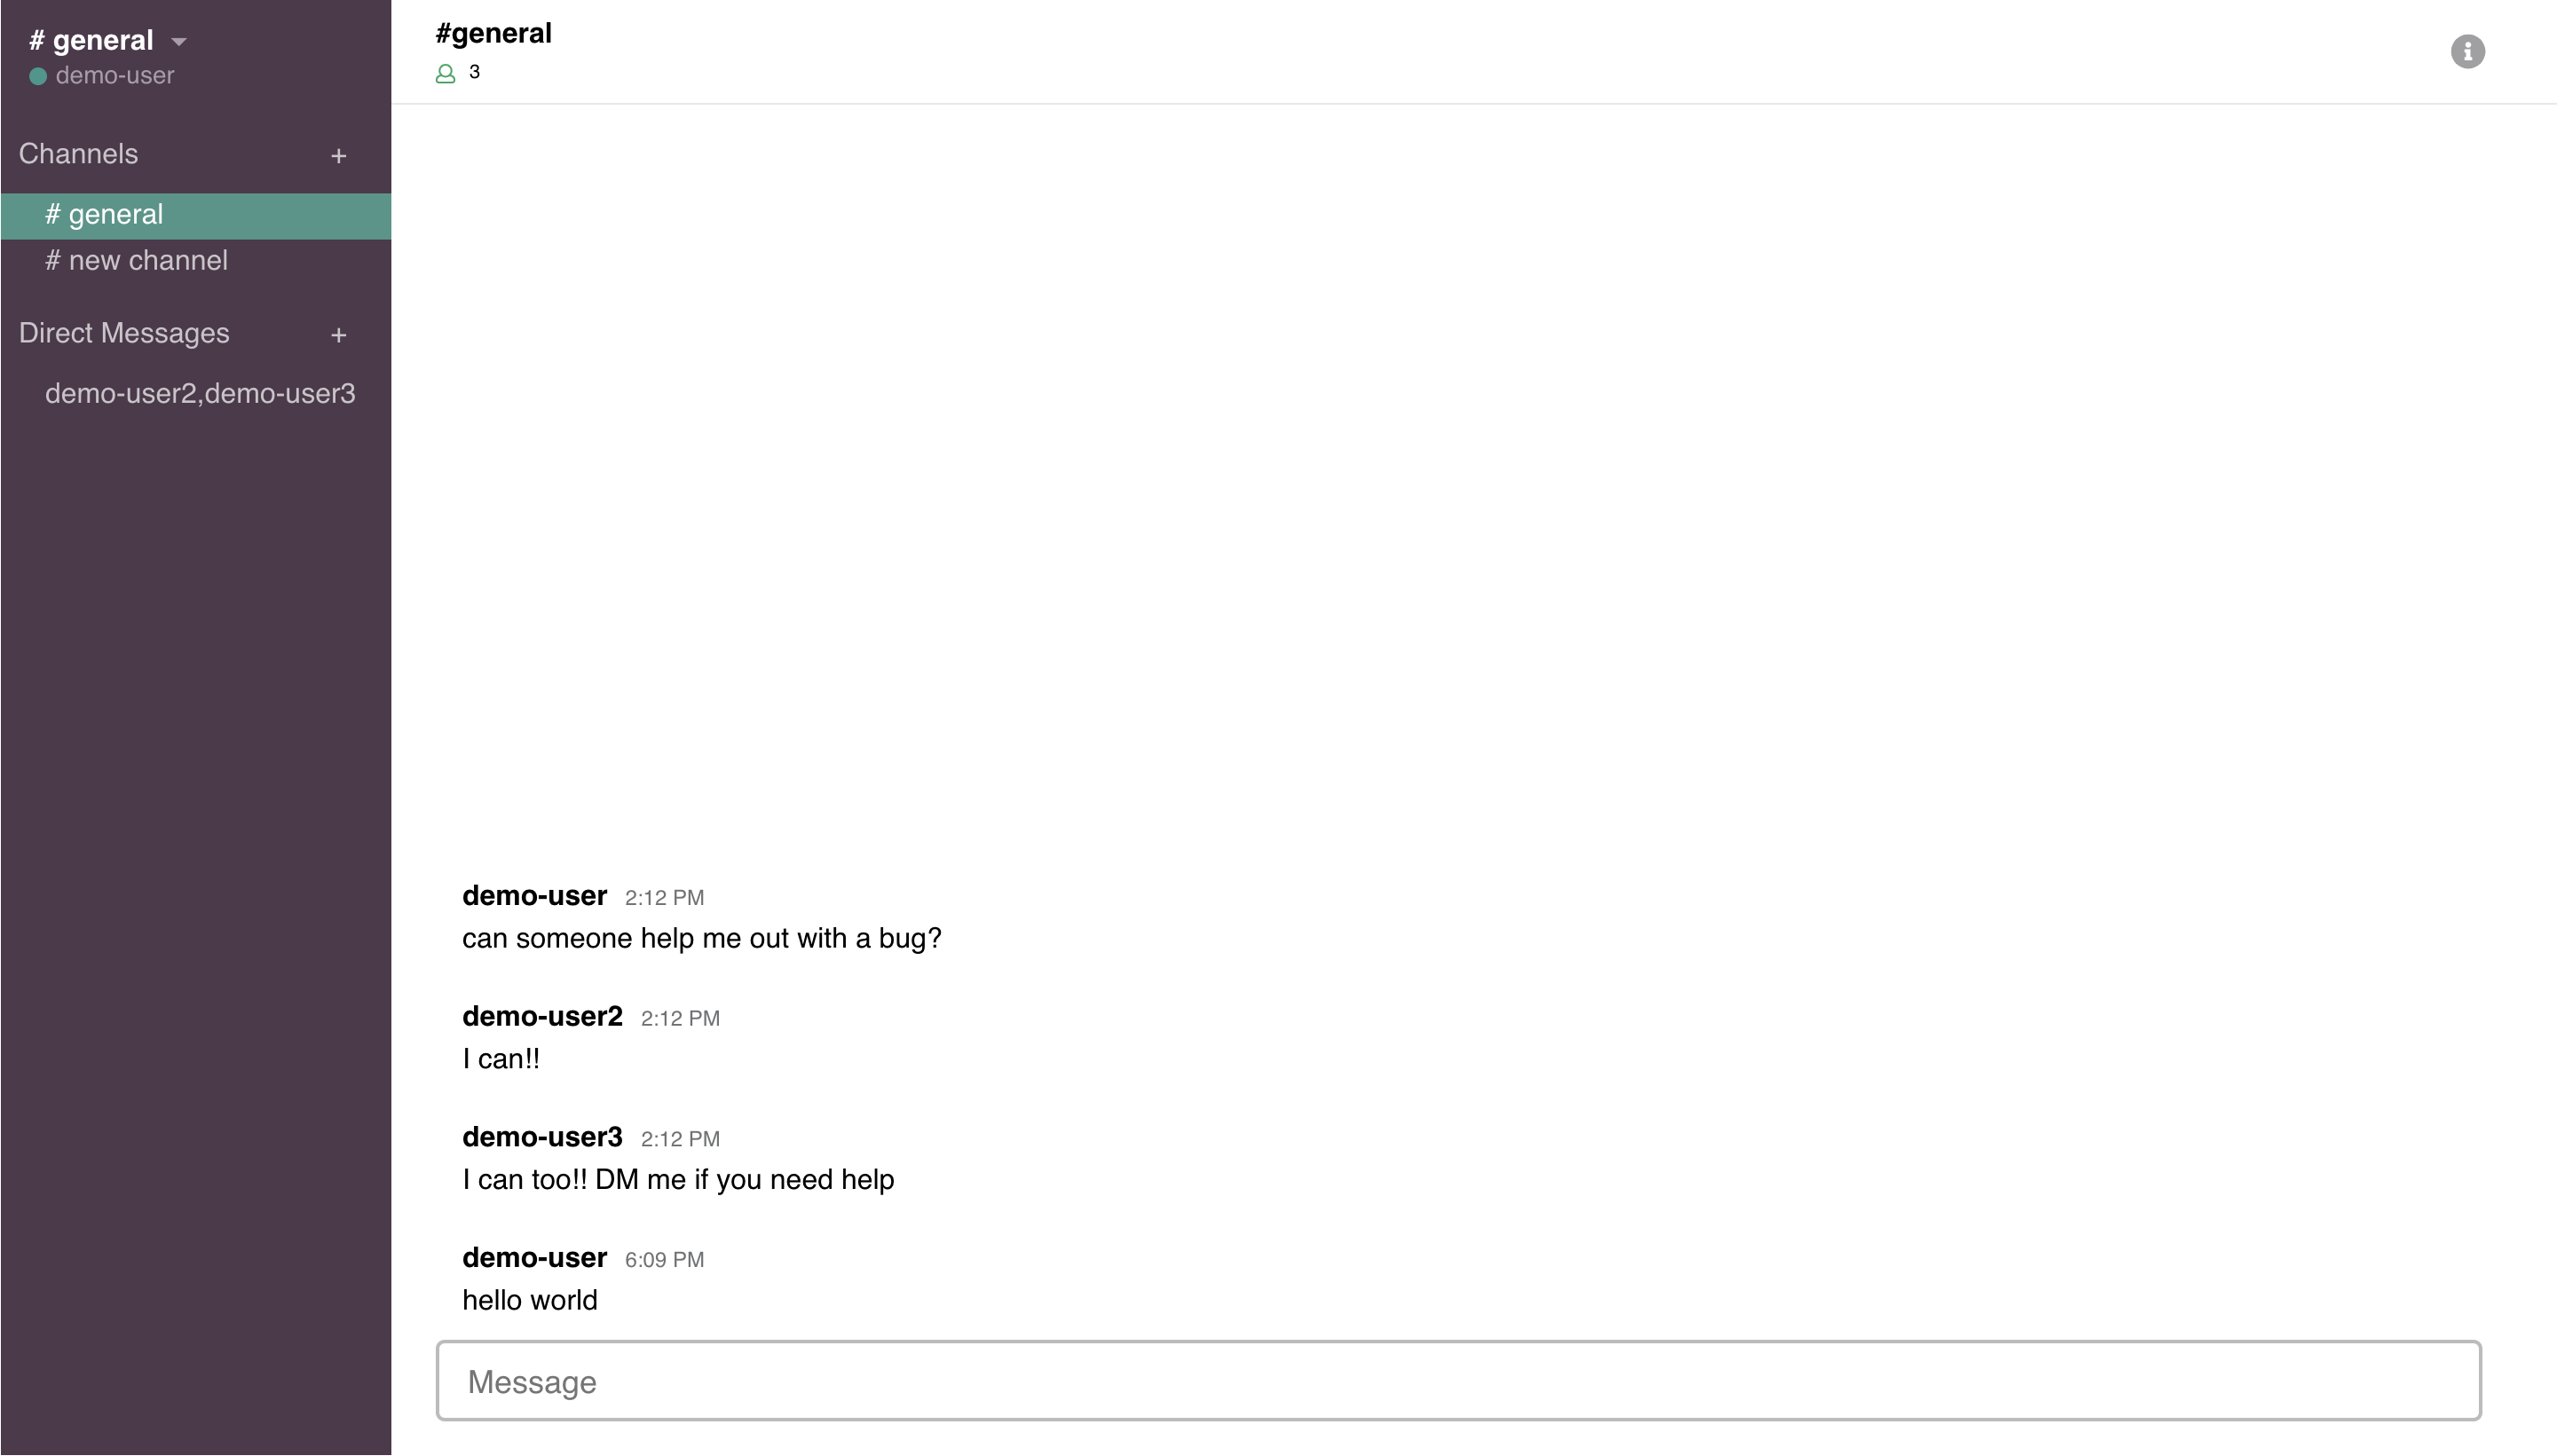 # general
demo-user
Channels +
# general
# new channel
Direct Messages +
demo-user2,demo-user3
#general
3
demo-user 2:12 PM
can someone help me out with a bug?
demo-user2 2:12 PM
I can!!
demo-user3 2:12 PM
I can too!! DM me if you need help
demo-user 6:09 PM
hello world
Message